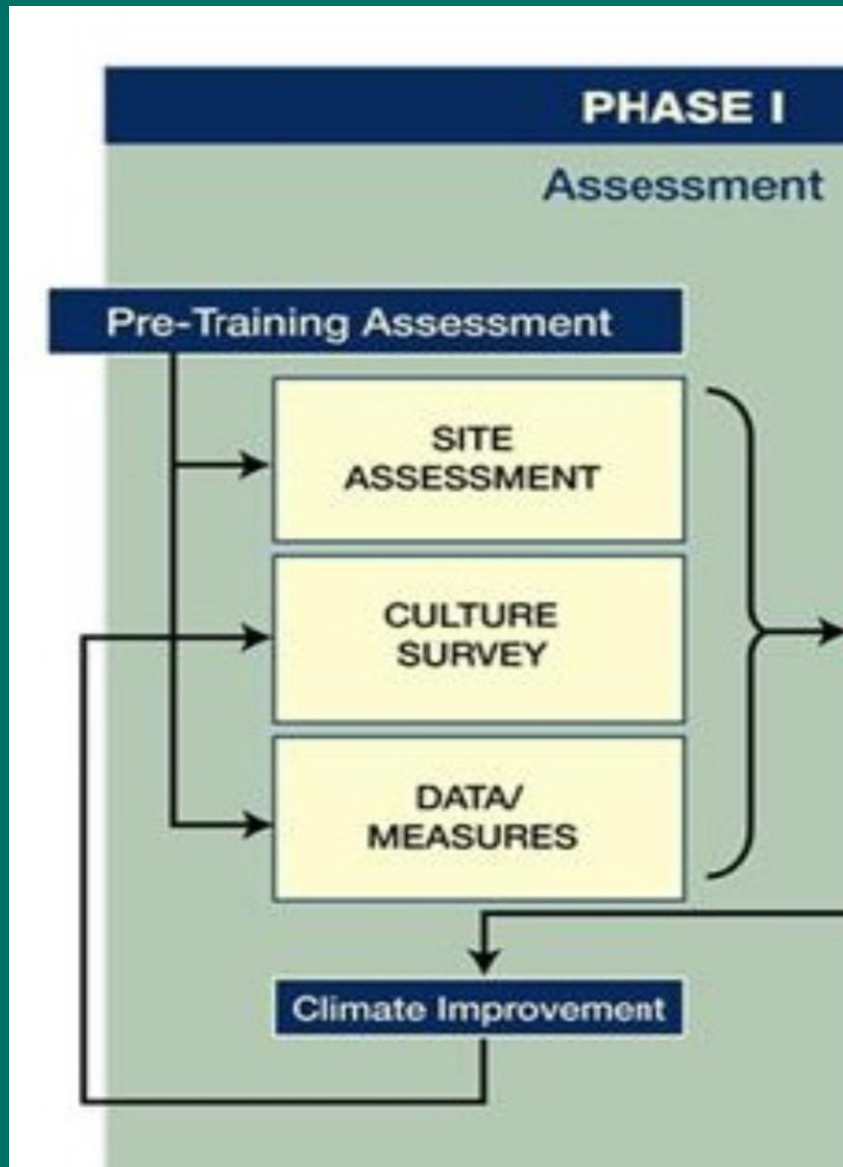 PHASE I
Assessment
Pre-Training Assessment
SITE
ASSESSMENT
CULTURE
SURVEY
DATA/
MEASURES
Climate Improvement